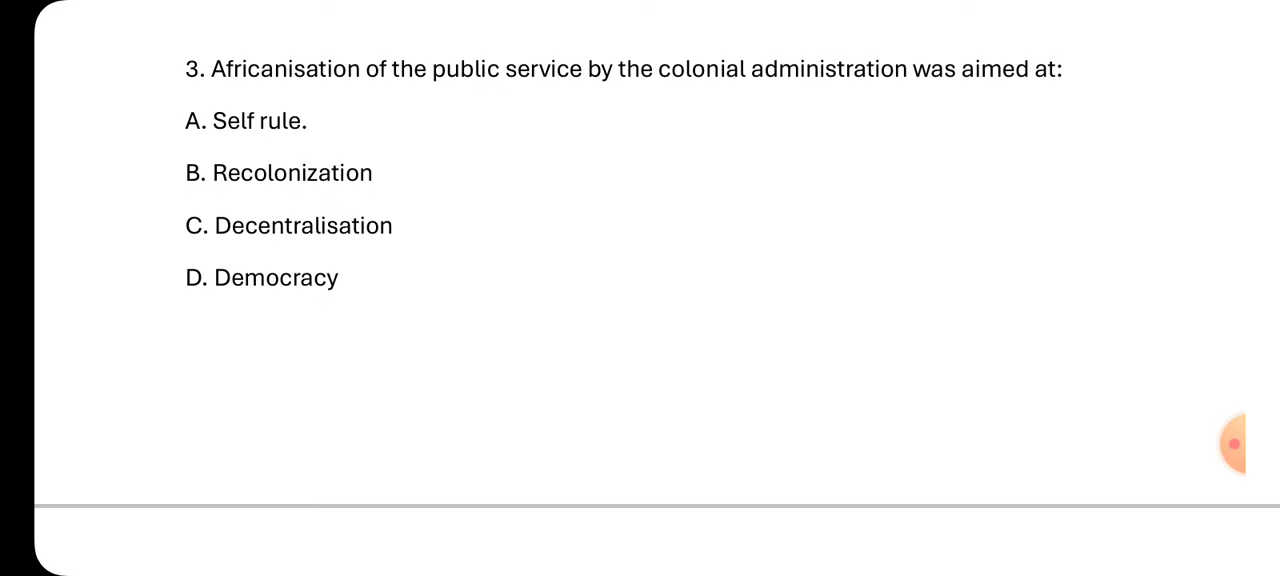 3. Africanisation of the public service by the colonial administration was aimed at:
A. Self rule.
B. Recolonization
C. Decentralisation
D. Democracy